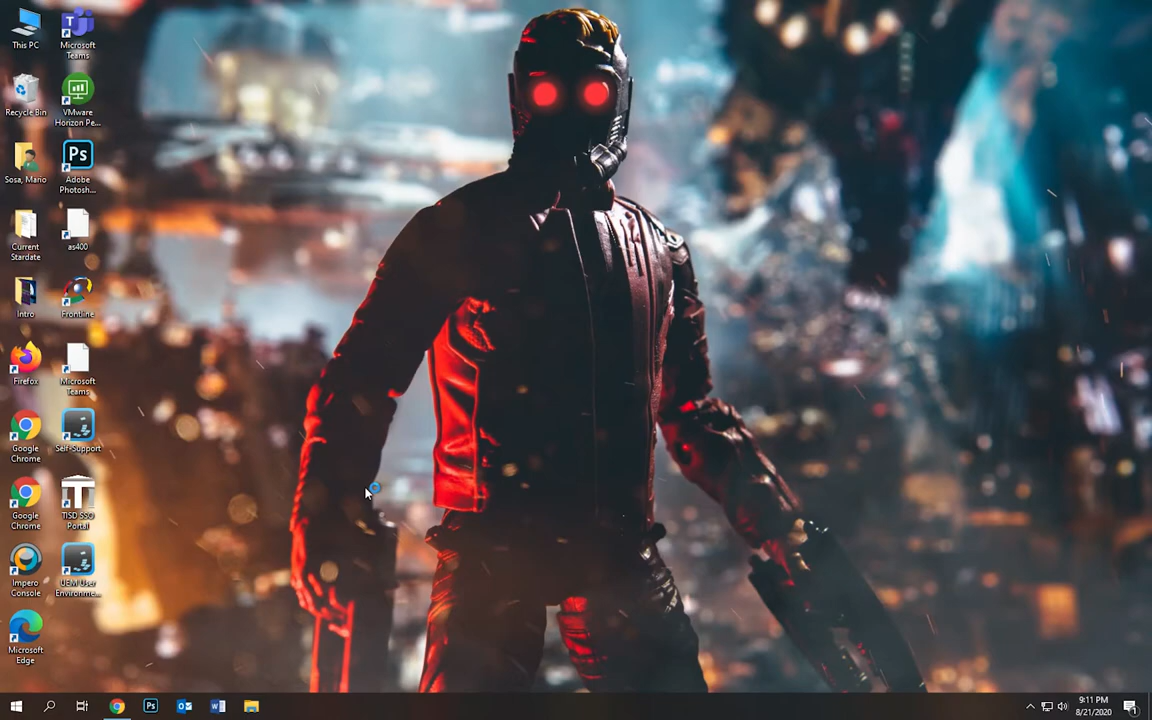 This PC
Microsoft
Teams
Recycle Bin
VMware
Horizon Pe...
Sosa, Mario
Ps
Adobe
Photosh...
Current
Stardate
as400
Intro
Frontline
Firefox
Microsoft
Teams
Google
Chrome
Self-Support
Google
Chrome
TISD SSO
Portal
Impero
Console
UEM User
Environme...
Microsoft
Edge
Ps
9:11 PM
8/21/2020